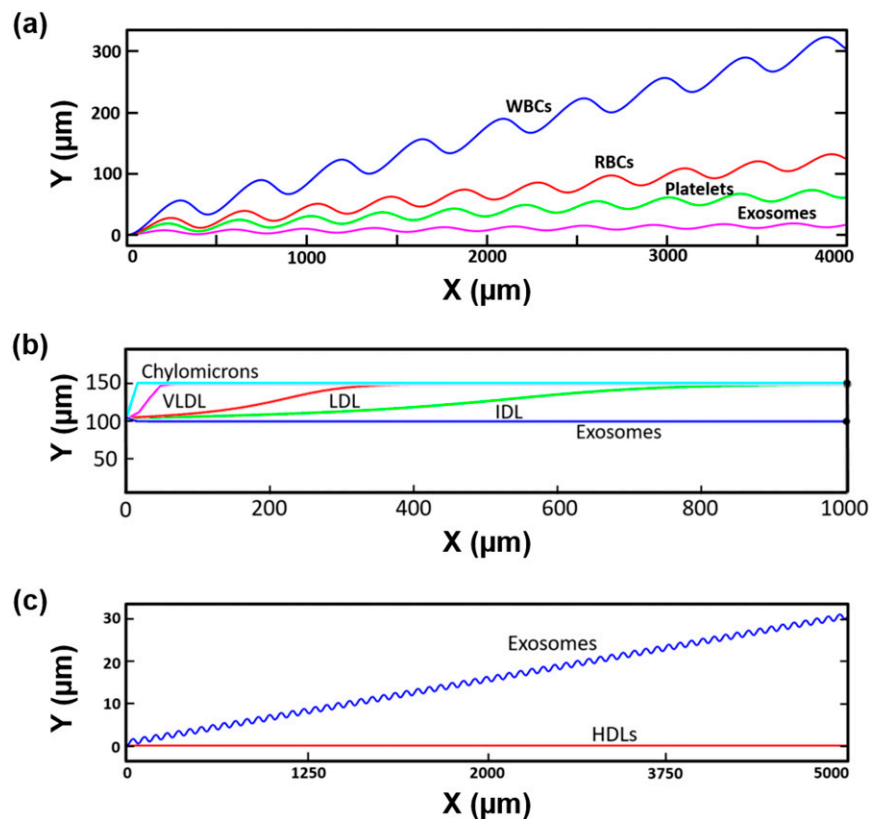 (a)
300
200
100
0
Y (µm)
WBCs
RBCs
Platelets
Exosomes
0 1000 2000 3000 4000
X (µm)
(b)
150
100
50
Y (µm)
Chylomicrons
VLDL LDL IDL
Exosomes
0 200 400 600 800 1000
X (µm)
(c)
30
20
10
0
Y (µm)
Exosomes
HDLs
0 1250 2000 3750 5000
X (µm)